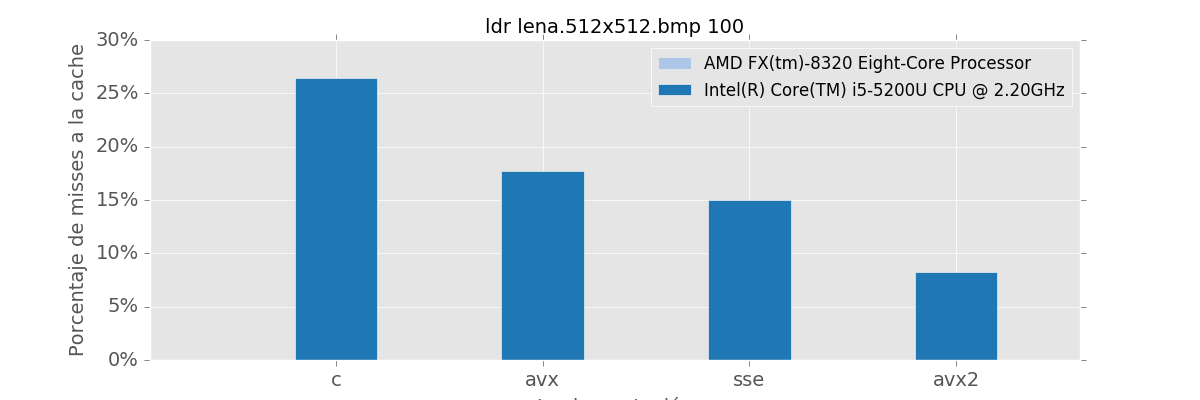 ldr lena.512x512.bmp 100
30%
25%
20%
15%
10%
5%
0%
Porcentaje de misses a la cache
AMD FX(tm)-8320 Eight-Core Processor
Intel(R) Core(TM) i5-5200U CPU @ 2.20GHz
c avx sse avx2